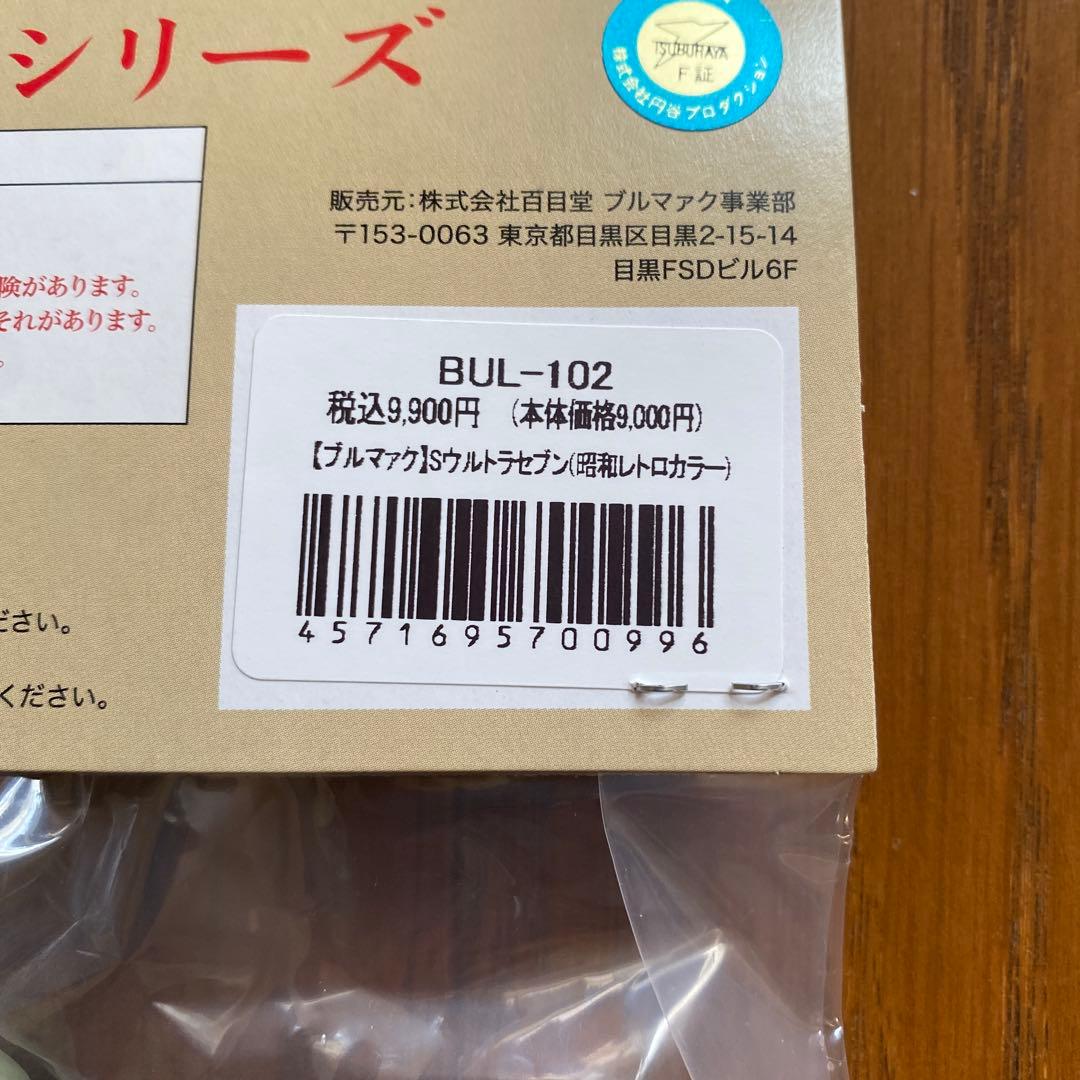 シリーズ
TSUBURAYA
F 証
株式会社円谷プロダクション
販売元:株式会社百目堂 ブルマァク事業部
〒153-0063 東京都目黒区目黒2-15-14
目黒FSDビル6F
険があります。
それがあります。
。
BUL-102
税込9,900円 (本体価格9,000円)
【ブルマァク】Sウルトラセブン(昭和レトロカラー)
4571695700996
ださい。
ください。